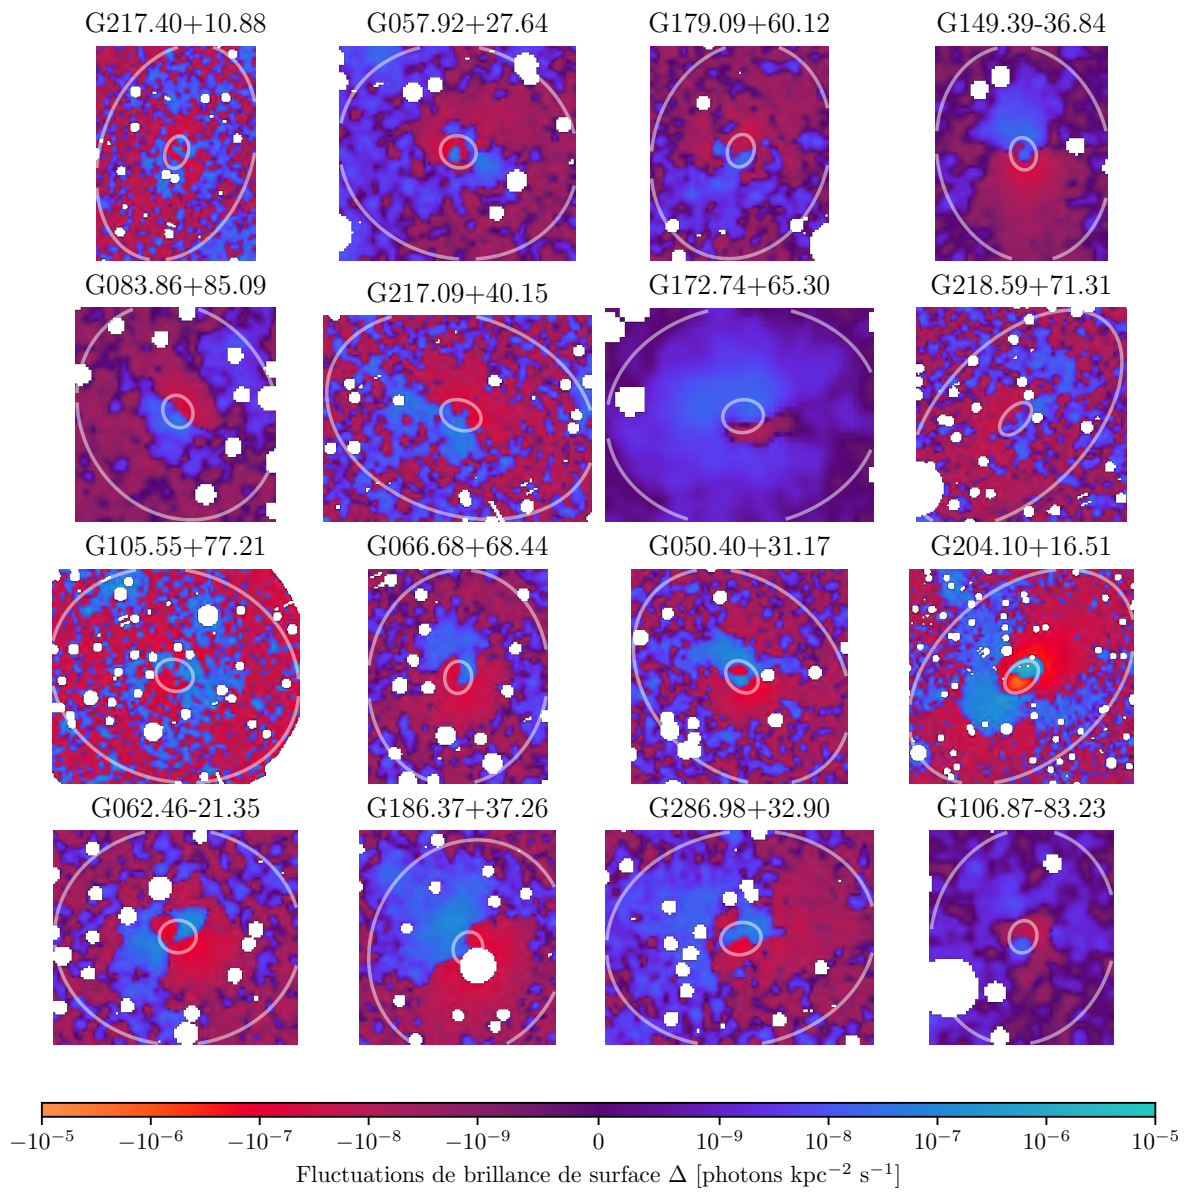 G217.40+10.88 G057.92+27.64 G179.09+60.12 G149.39-36.84
G083.86+85.09 G217.09+40.15 G172.74+65.30 G218.59+71.31
G105.55+77.21 G066.68+68.44 G050.40+31.17 G204.10+16.51
G062.46-21.35 G186.37+37.26 G286.98+32.90 G106.87-83.23
−10⁻⁵ −10⁻⁶ −10⁻⁷ −10⁻⁸ −10⁻⁹ 0 10⁻⁹ 10⁻⁸ 10⁻⁷ 10⁻⁶ 10⁻⁵
Fluctuations de brillance de surface Δ [photons kpc⁻² s⁻¹]